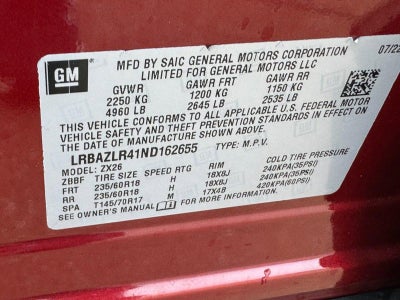 GM
MFD BY SAIC GENERAL MOTORS CORPORATION 07/22
LIMITED FOR GENERAL MOTORS LLC
GVWR GAWR FRT GAWR RR
2250 KG 1200 KG 1150 KG
4960 LB 2645 LB 2535 LB
THIS VEHICLE CONFORMS TO ALL APPLICABLE U.S. FEDERAL MOTOR
VEHICLE SAFETY AND THEFT PREVENTION STANDARDS IN EFFECT ON
THE DATE OF MANUFACTURE SHOWN ABOVE.
LRBAZLR41ND162655 TYPE: M.P.V.
MODEL: ZX26
ZBBF TIRE SIZE SPEED RTG RIM COLD TIRE PRESSURE
FRT 235/60R18 H 18X8J 240KPA(35PSI)
RR 235/60R18 H 18X8J 240KPA(35PSI)
SPA T145/70R17 M 17X4B 420KPA(60PSI)
SEE OWNER'S MANUAL FOR MORE INFORMATION.